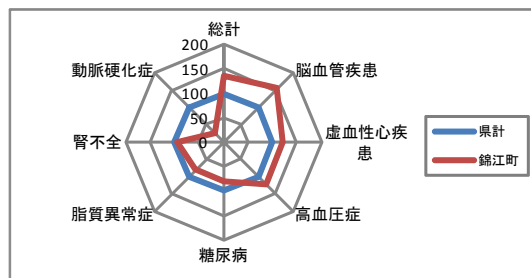 総計
200
150
100
50
0
脳血管疾患
虚血性心疾
患
高血圧症
糖尿病
脂質異常症
腎不全
動脈硬化症
県計
錦江町